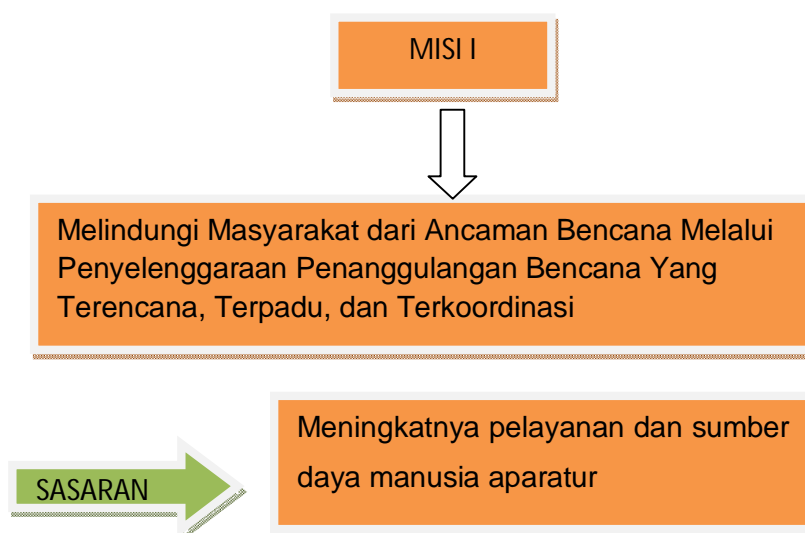 MISI I
Melindungi Masyarakat dari Ancaman Bencana Melalui
Penyelenggaraan Penanggulangan Bencana Yang
Terencana, Terpadu, dan Terkoordinasi
Meningkatnya pelayanan dan sumber
daya manusia aparatur
SASARAN